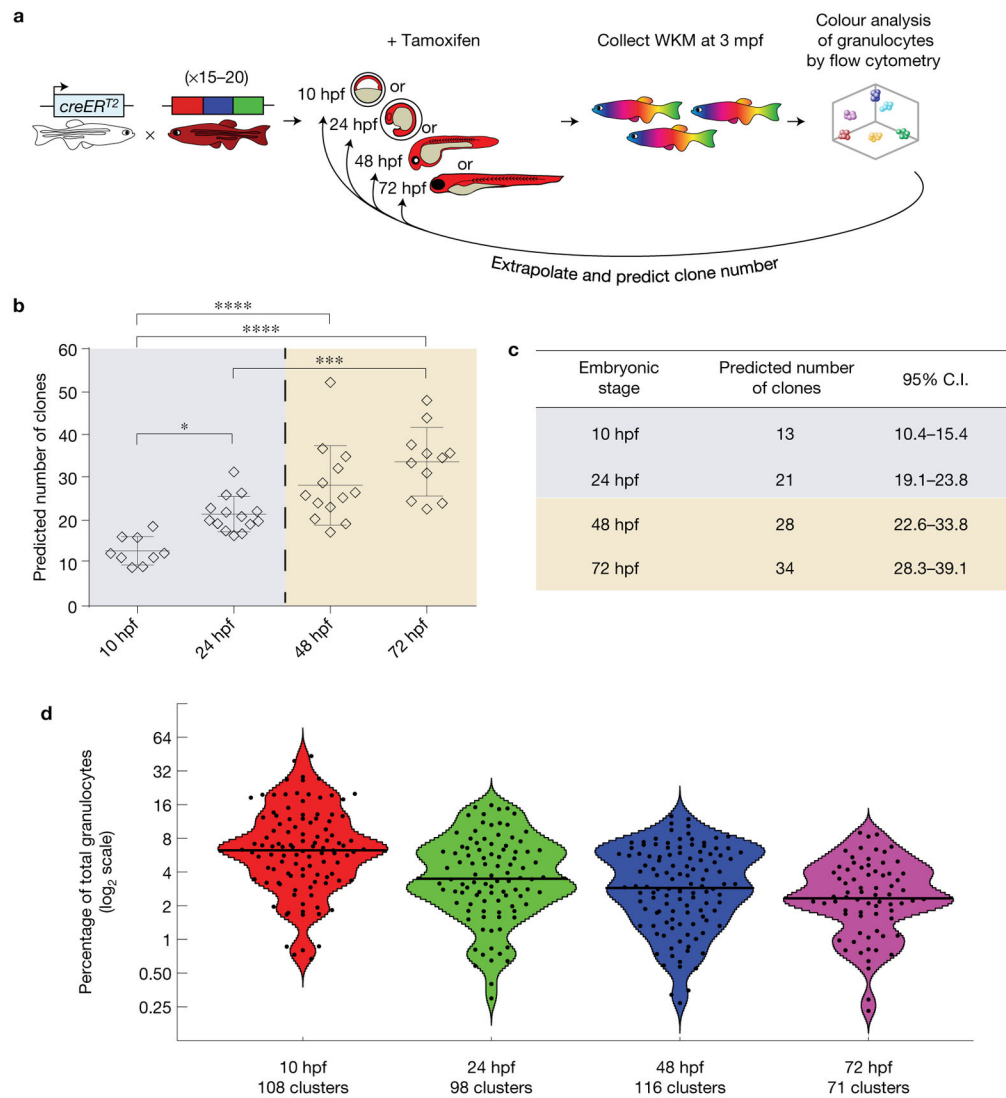 a
+ Tamoxifen
Collect WKM at 3 mpf
Colour analysis
of granulocytes
by flow cytometry
(×15–20)
creERT2
×
10 hpf
or
24 hpf
or
48 hpf
or
72 hpf
Extrapolate and predict clone number
b
****
****
***
*
Predicted number of clones
60
50
40
30
20
10
0
10 hpf
24 hpf
48 hpf
72 hpf
c
Embryonic
stage
Predicted number
of clones
95% C.I.
10 hpf 13 10.4–15.4
24 hpf 21 19.1–23.8
48 hpf 28 22.6–33.8
72 hpf 34 28.3–39.1
d
Percentage of total granulocytes
(log2 scale)
64
32
16
8
4
2
1
0.50
0.25
10 hpf
108 clusters
24 hpf
98 clusters
48 hpf
116 clusters
72 hpf
71 clusters